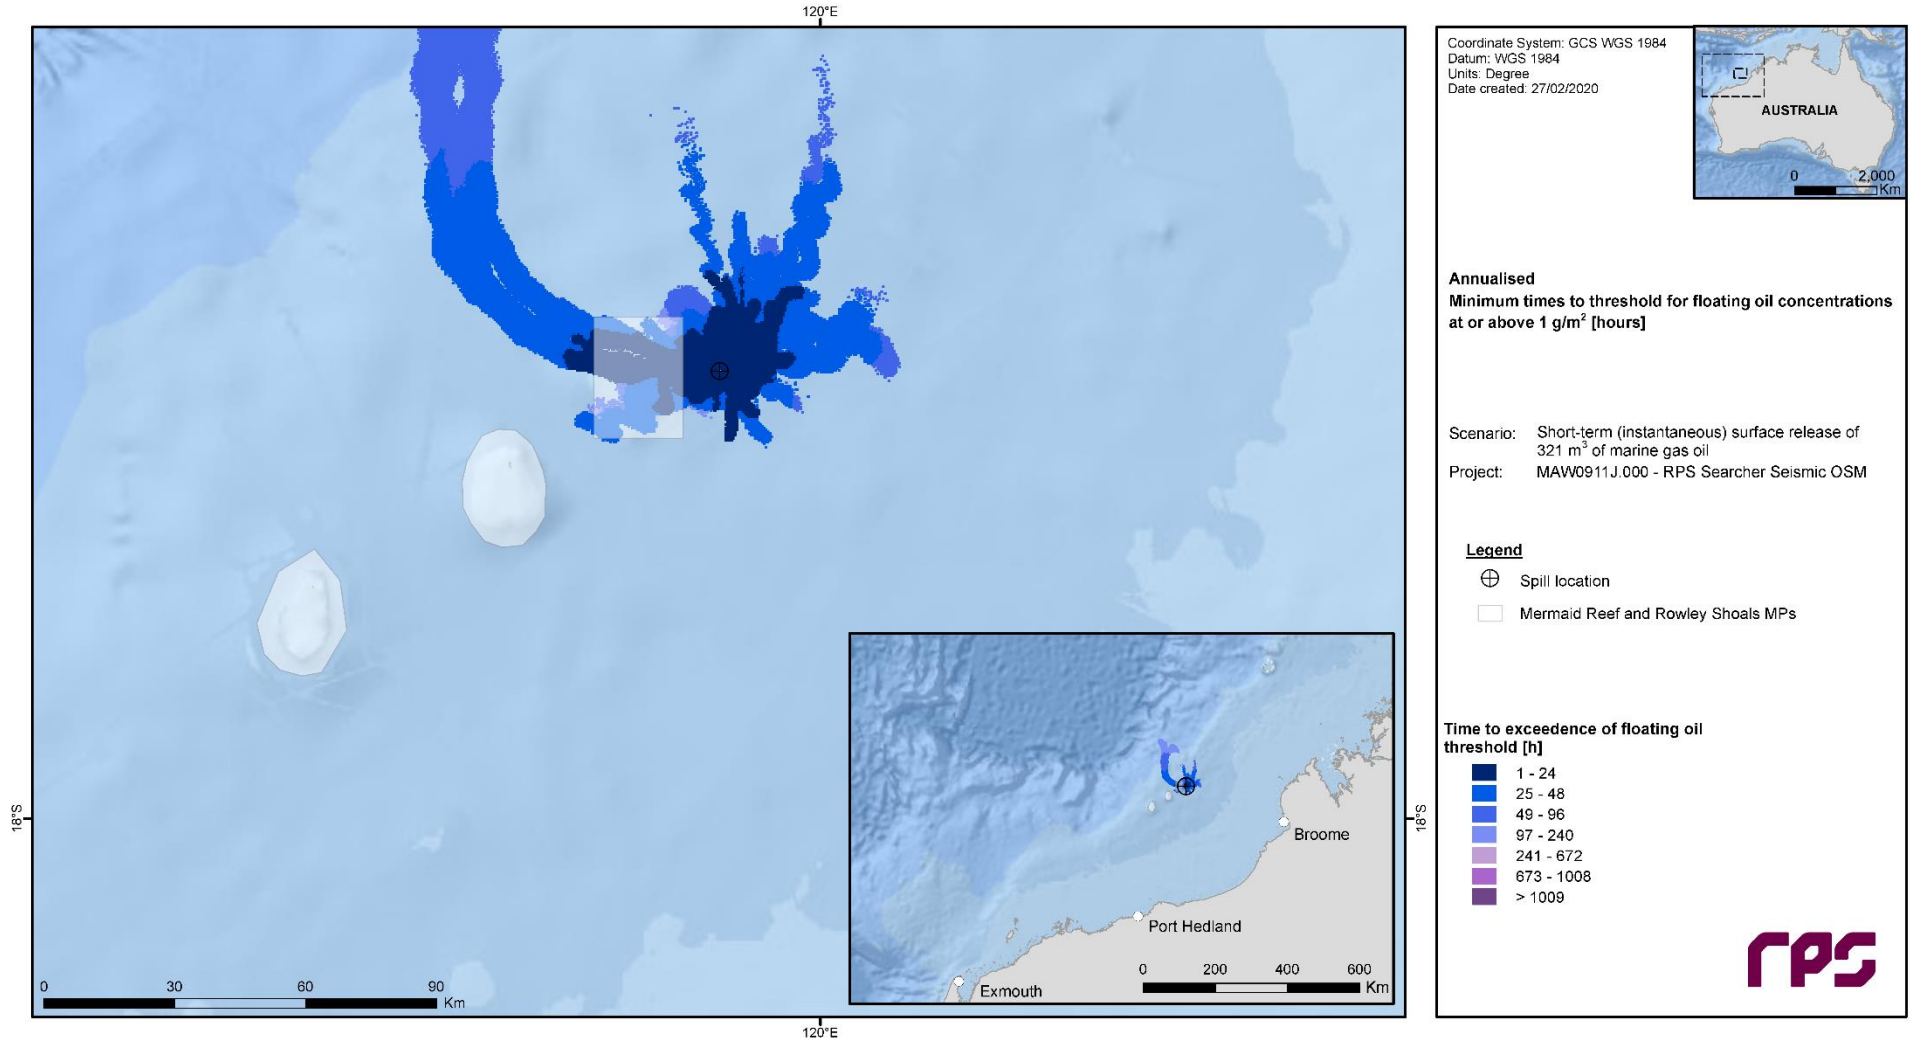 120°E
18°S
18°S
120°E
0 30 60 90
Km
Broome
Port Hedland
Exmouth
0 200 400 600
Km
Coordinate System: GCS WGS 1984
Datum: WGS 1984
Units: Degree
Date created: 27/02/2020
AUSTRALIA
0 2,000
Km
Annualised
Minimum times to threshold for floating oil concentrations
at or above 1 g/m² [hours]
Scenario: Short-term (instantaneous) surface release of
321 m³ of marine gas oil
Project: MAW0911J.000 - RPS Searcher Seismic OSM
Legend
Spill location
Mermaid Reef and Rowley Shoals MPs
Time to exceedence of floating oil
threshold [h]
1 - 24
25 - 48
49 - 96
97 - 240
241 - 672
673 - 1008
> 1009
rps